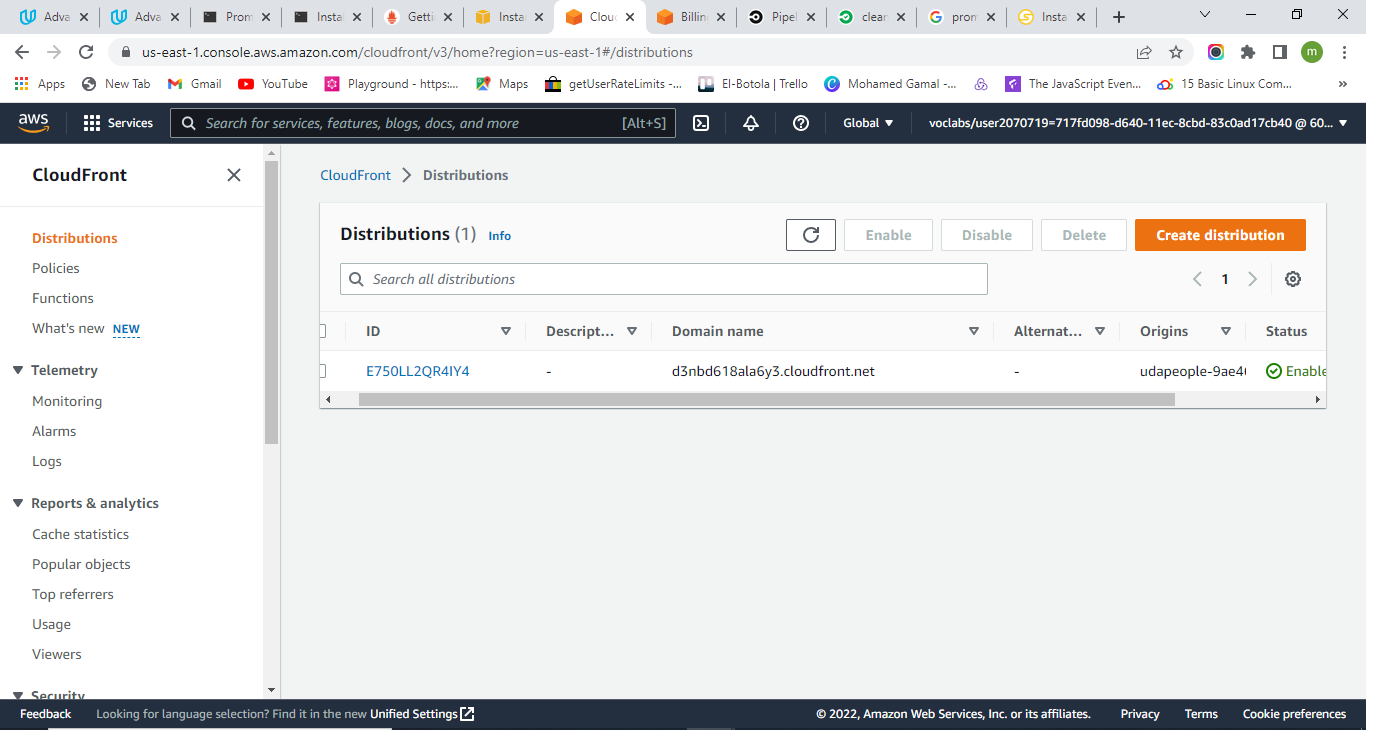 Adva
Adva
Prom
Instal
Getti
Insta
Clou
Billin
Pipel
clear
pron
Insta
us-east-1.console.aws.amazon.com/cloudfront/v3/home?region=us-east-1#/distributions
m
Apps
New Tab
Gmail
YouTube
Playground - https:...
Maps
getUserRateLimits -...
El-Botola | Trello
Mohamed Gamal -...
The JavaScript Even...
15 Basic Linux Com...
»
aws
Services
Search for services, features, blogs, docs, and more [Alt+S]
Global
voclabs/user2070719=717fd098-d640-11ec-8cbd-83c0ad17cb40 @ 60...
CloudFront
Distributions
Policies
Functions
What's new NEW
Telemetry
Monitoring
Alarms
Logs
Reports & analytics
Cache statistics
Popular objects
Top referrers
Usage
Viewers
Security
CloudFront > Distributions
Distributions (1) Info
Enable
Disable
Delete
Create distribution
Search all distributions
1
ID Descript... Domain name Alternat... Origins Status
E750LL2QR4IY4 - d3nbd618ala6y3.cloudfront.net - udapeople-9ae4 Enable
Feedback Looking for language selection? Find it in the new Unified Settings
© 2022, Amazon Web Services, Inc. or its affiliates. Privacy Terms Cookie preferences